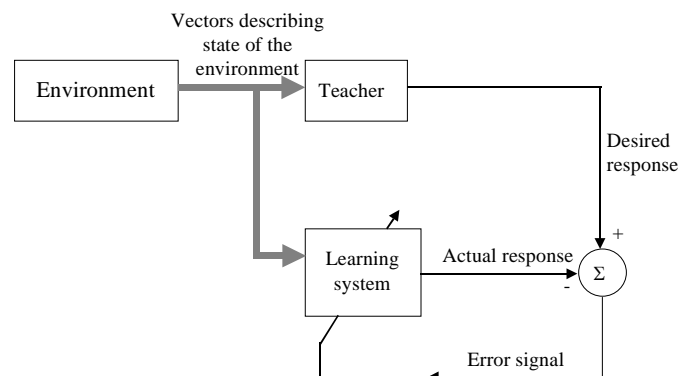 Vectors describing
state of the
environment
Environment
Teacher
Desired
response
+
Learning
system
Actual response
Σ
-
Error signal